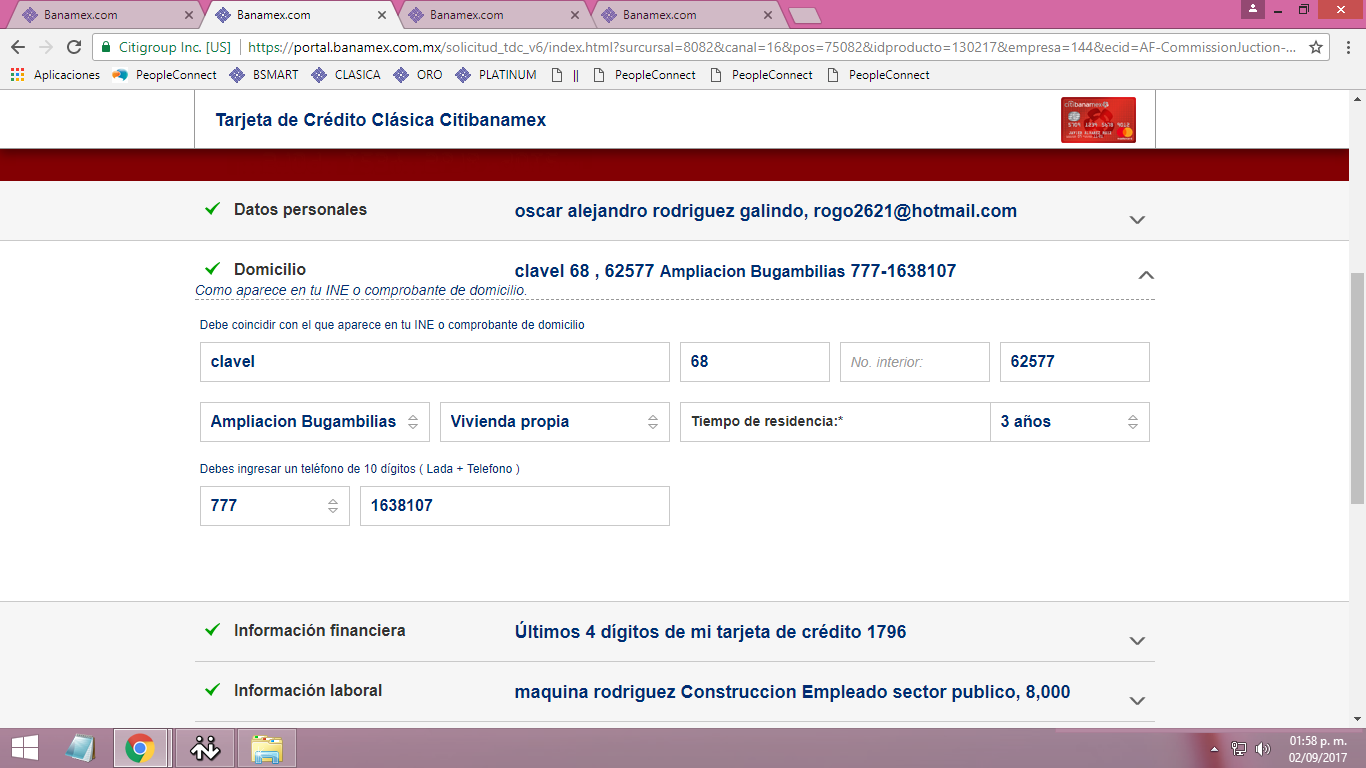 Banamex.com Banamex.com Banamex.com Banamex.com
Citigroup Inc. [US] https://portal.banamex.com.mx/solicitud_tdc_v6/index.html?surcursal=8082&canal=16&pos=75082&idproducto=130217&empresa=144&ecid=AF-CommissionJuction-...
Aplicaciones PeopleConnect BSMART CLASICA ORO PLATINUM || PeopleConnect PeopleConnect PeopleConnect
Tarjeta de Crédito Clásica Citibanamex
citibanamex
Datos personales oscar alejandro rodriguez galindo, rogo2621@hotmail.com
Domicilio clavel 68 , 62577 Ampliacion Bugambilias 777-1638107
Como aparece en tu INE o comprobante de domicilio.
Debe coincidir con el que aparece en tu INE o comprobante de domicilio
clavel 68 No. interior: 62577
Ampliacion Bugambilias Vivienda propia Tiempo de residencia:* 3 años
Debes ingresar un teléfono de 10 dígitos ( Lada + Telefono )
777 1638107
Información financiera Últimos 4 dígitos de mi tarjeta de crédito 1796
Información laboral maquina rodriguez Construccion Empleado sector publico, 8,000
01:58 p. m.
02/09/2017